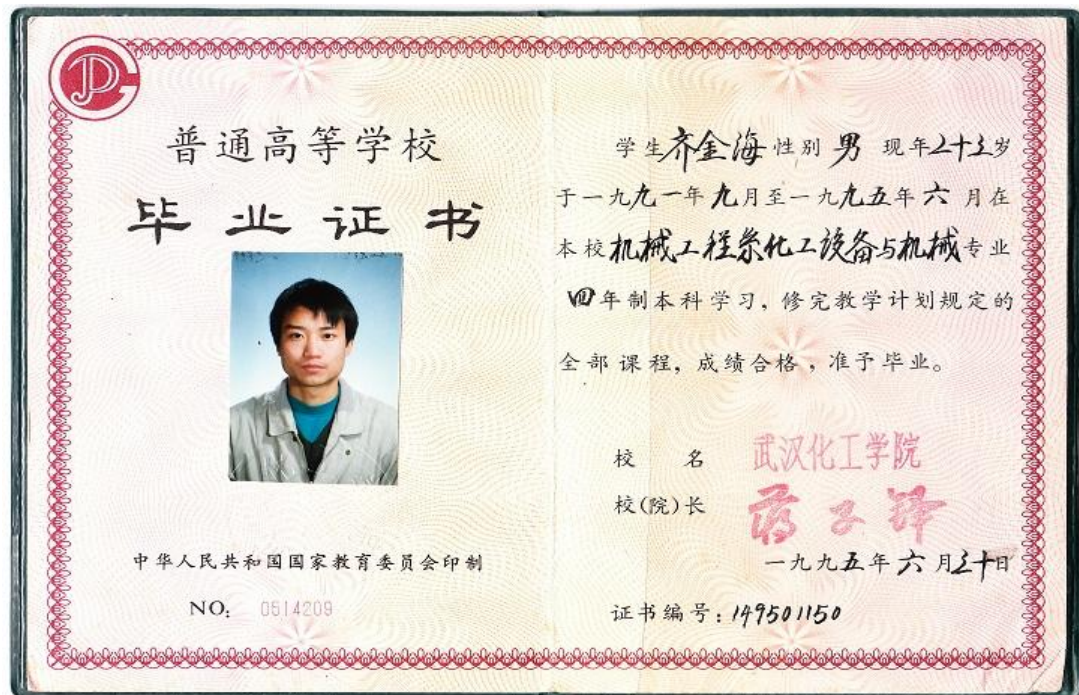 普通高等学校
毕业证书
中华人民共和国国家教育委员会印制
NO: 0514209
学生齐金海性别 男 现年二十三岁
于一九九一年九月至一九九五年六 月在
本校机械工程系化工设备与机械专业
四年制本科学习，修完教学计划规定的
全部课程，成绩合格，准予毕业。
校 名 武汉化工学院
校(院)长 蒋子铎
一九九五年六月三十日
证书编号：149501150